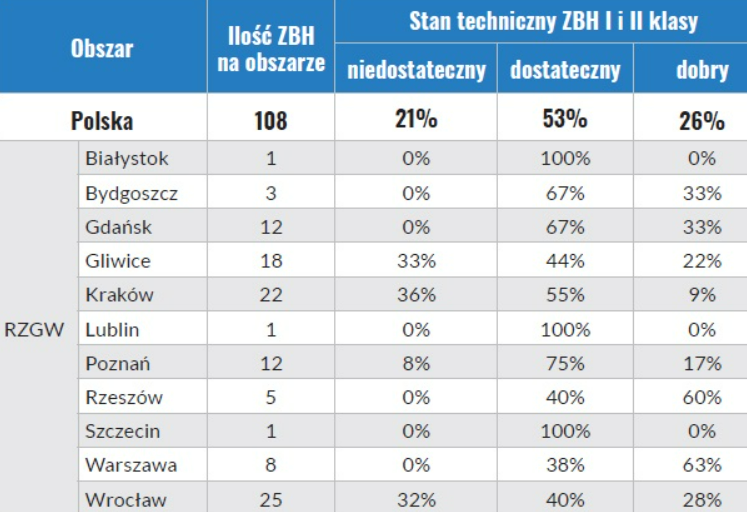 Obszar Ilość ZBH na obszarze Stan techniczny ZBH I i II klasy
niedostateczny dostateczny dobry
Polska 108 21% 53% 26%
RZGW
Białystok 1 0% 100% 0%
Bydgoszcz 3 0% 67% 33%
Gdańsk 12 0% 67% 33%
Gliwice 18 33% 44% 22%
Kraków 22 36% 55% 9%
Lublin 1 0% 100% 0%
Poznań 12 8% 75% 17%
Rzeszów 5 0% 40% 60%
Szczecin 1 0% 100% 0%
Warszawa 8 0% 38% 63%
Wrocław 25 32% 40% 28%